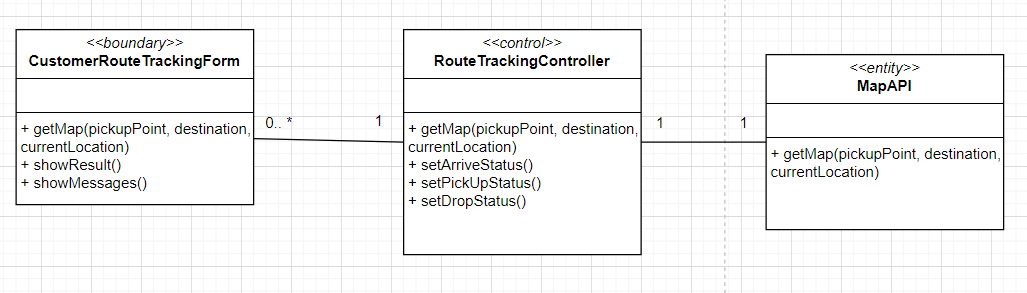 <<boundary>>
CustomerRouteTrackingForm
+ getMap(pickupPoint, destination,
currentLocation)
+ showResult()
+ showMessages()
0.. *
1
<<control>>
RouteTrackingController
+ getMap(pickupPoint, destination,
currentLocation)
+ setArriveStatus()
+ setPickUpStatus()
+ setDropStatus()
1
1
<<entity>>
MapAPI
+ getMap(pickupPoint, destination,
currentLocation)